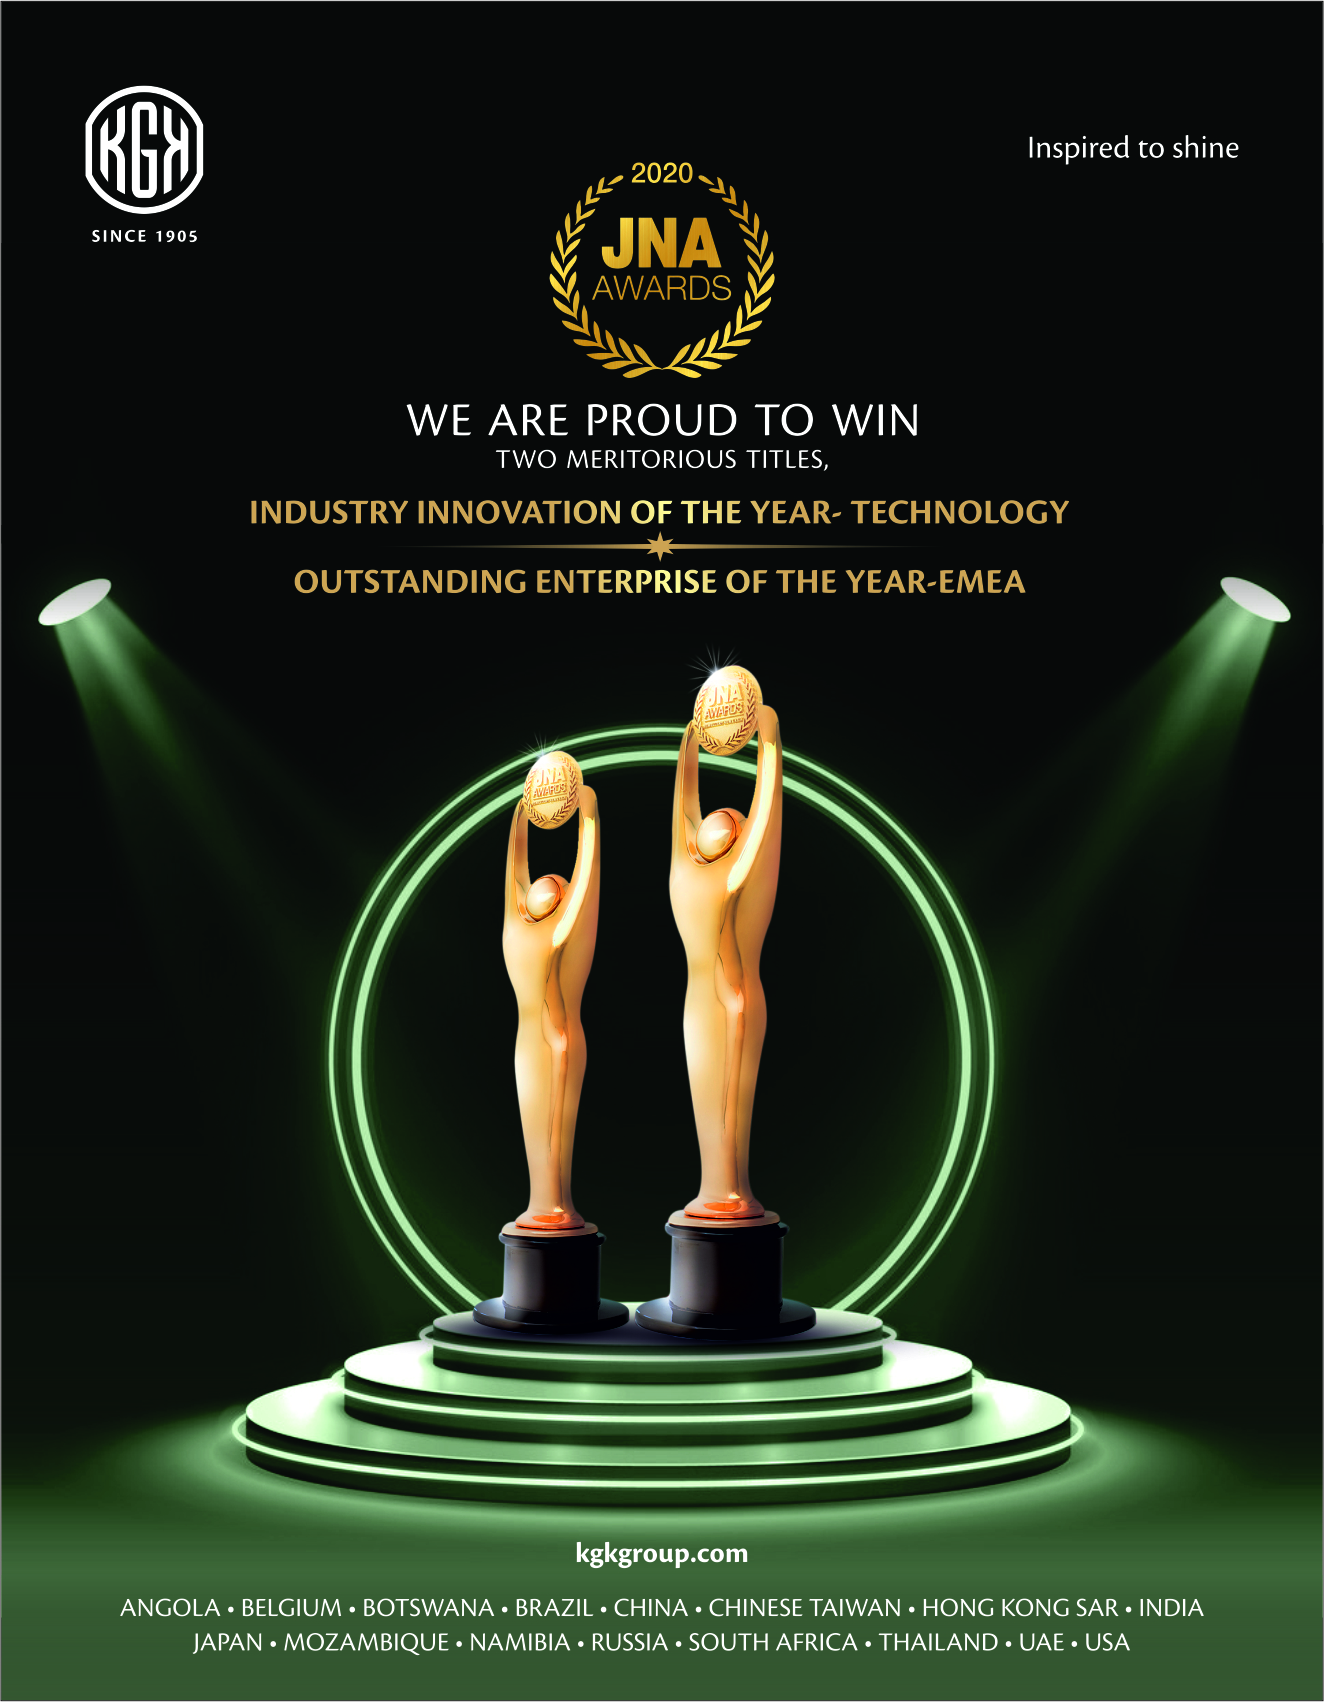 KGK
SINCE 1905
Inspired to shine
2020
JNA
AWARDS
WE ARE PROUD TO WIN
TWO MERITORIOUS TITLES,
INDUSTRY INNOVATION OF THE YEAR- TECHNOLOGY
OUTSTANDING ENTERPRISE OF THE YEAR-EMEA
JNA
AWARDS
JNA
AWARDS
kgkgroup.com
ANGOLA • BELGIUM • BOTSWANA • BRAZIL • CHINA • CHINESE TAIWAN • HONG KONG SAR • INDIA
JAPAN • MOZAMBIQUE • NAMIBIA • RUSSIA • SOUTH AFRICA • THAILAND • UAE • USA